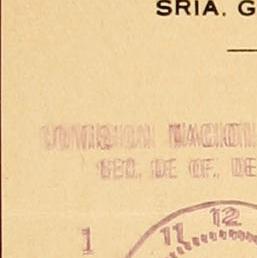 SRIA. G
COMISION NACION
SEC. DE OF. DE
12
11
1